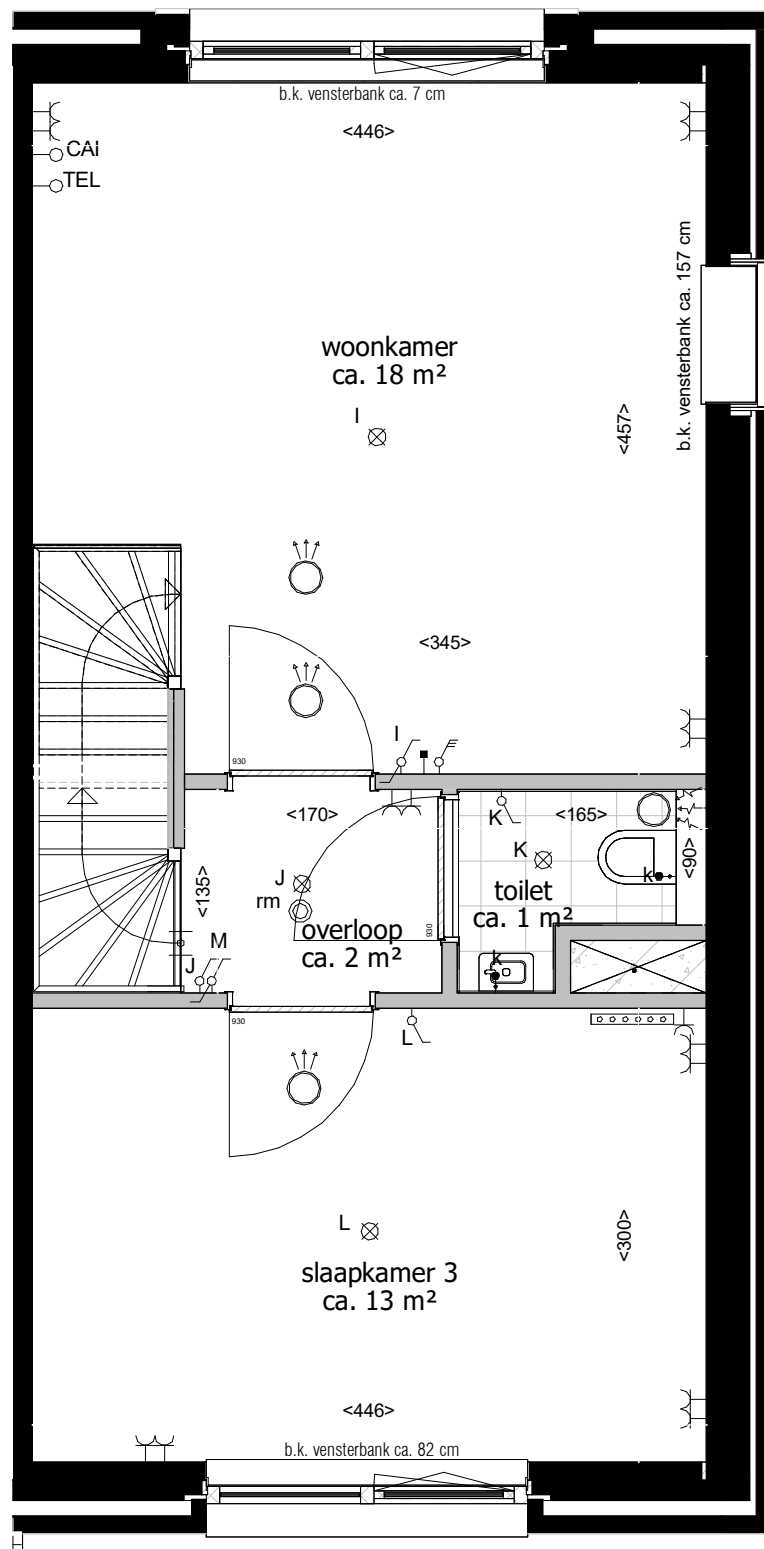 b.k. vensterbank ca. 7 cm
<446>
CAI
TEL
b.k. vensterbank ca. 157 cm
woonkamer
ca. 18 m²
I
<457>
<345>
930
I
<170>
K
<165>
K
<90>
k
J
rm
<135>
toilet
ca. 1 m²
overloop
ca. 2 m²
930
M
J
k
930
L
L
<300>
slaapkamer 3
ca. 13 m²
<446>
b.k. vensterbank ca. 82 cm
H